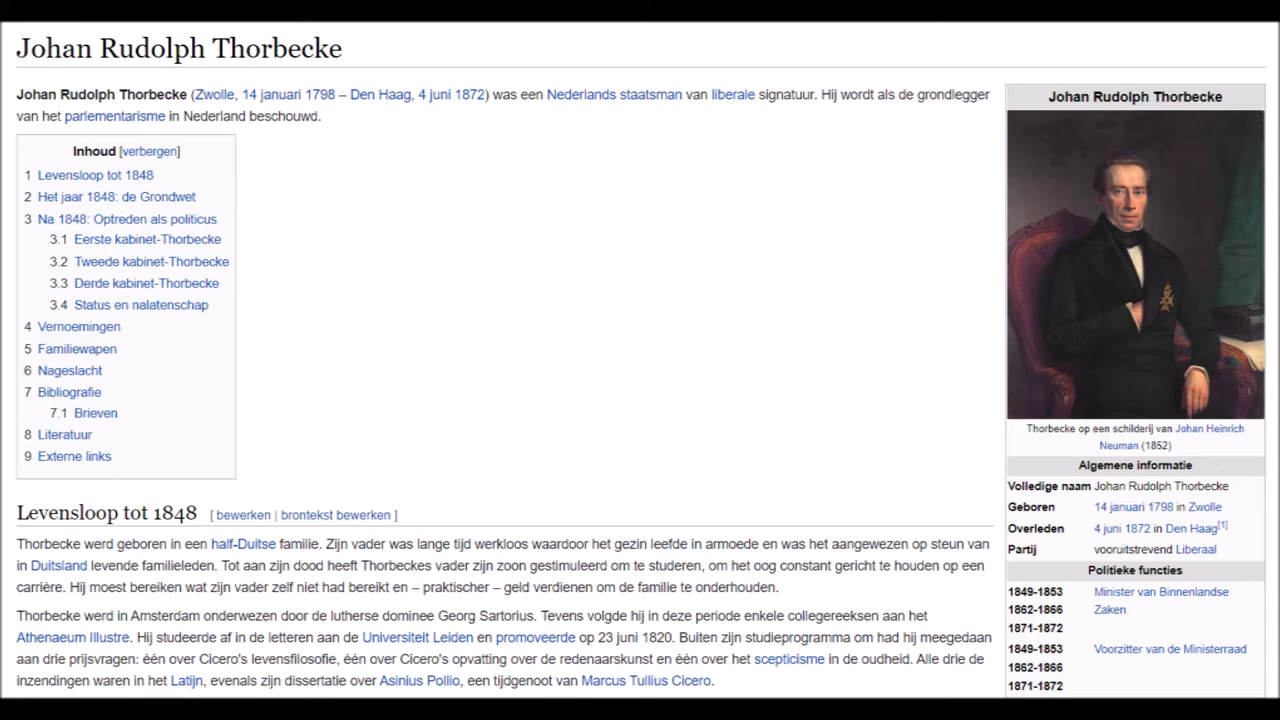 Johan Rudolph Thorbecke
Johan Rudolph Thorbecke (Zwolle, 14 januari 1798 – Den Haag, 4 juni 1872) was een Nederlands staatsman van liberale signatuur. Hij wordt als de grondlegger
van het parlementarisme in Nederland beschouwd.
Inhoud [verbergen]
1 Levensloop tot 1848
2 Het jaar 1848: de Grondwet
3 Na 1848: Optreden als politicus
3.1 Eerste kabinet-Thorbecke
3.2 Tweede kabinet-Thorbecke
3.3 Derde kabinet-Thorbecke
3.4 Status en nalatenschap
4 Vernoemingen
5 Familiewapen
6 Nageslacht
7 Bibliografie
7.1 Brieven
8 Literatuur
9 Externe links
Levensloop tot 1848 [ bewerken | brontekst bewerken ]
Thorbecke werd geboren in een half-Duitse familie. Zijn vader was lange tijd werkloos waardoor het gezin leefde in armoede en was het aangewezen op steun van
in Duitsland levende familieleden. Tot aan zijn dood heeft Thorbeckes vader zijn zoon gestimuleerd om te studeren, om het oog constant gericht te houden op een
carrière. Hij moest bereiken wat zijn vader zelf niet had bereikt en – praktischer – geld verdienen om de familie te onderhouden.
Thorbecke werd in Amsterdam onderwezen door de lutherse dominee Georg Sartorius. Tevens volgde hij in deze periode enkele collegereeksen aan het
Athenaeum Illustre. Hij studeerde af in de letteren aan de Universiteit Leiden en promoveerde op 23 juni 1820. Buiten zijn studieprogramma om had hij meegedaan
aan drie prijsvragen: één over Cicero's levensfilosofie, één over Cicero's opvatting over de redenaarskunst en één over het scepticisme in de oudheid. Alle drie de
inzendingen waren in het Latijn, evenals zijn dissertatie over Asinius Pollio, een tijdgenoot van Marcus Tullius Cicero.
Johan Rudolph Thorbecke
Thorbecke op een schilderij van Johan Heinrich
Neuman (1852)
Algemene informatie
Volledige naam Johan Rudolph Thorbecke
Geboren 14 januari 1798 in Zwolle
Overleden 4 juni 1872 in Den Haag[1]
Partij vooruitstrevend Liberaal
Politieke functies
1849-1853 Minister van Binnenlandse
1862-1866 Zaken
1871-1872
1849-1853 Voorzitter van de Ministerraad
1862-1866
1871-1872